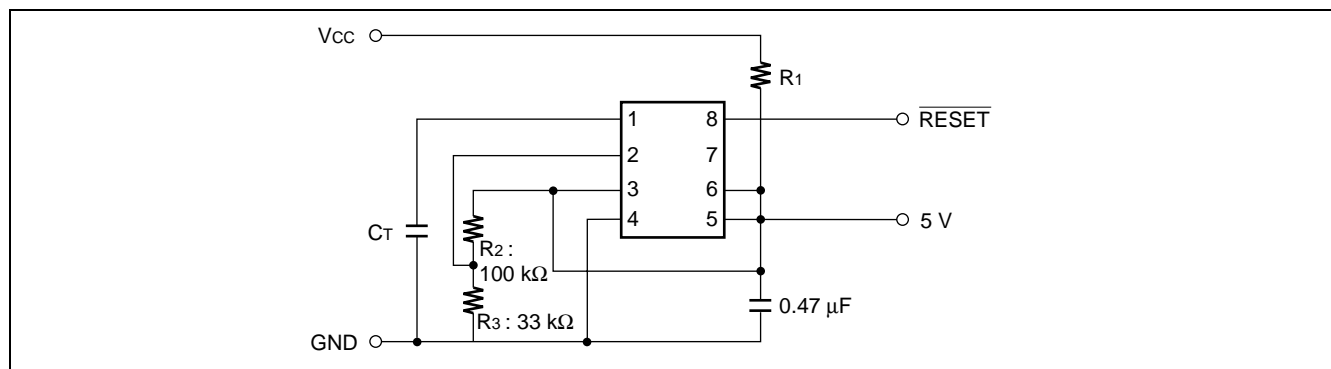 VCC
R1
1 8 RESET
2 7
3 6
4 5 5 V
CT
R2 :
100 kΩ
0.47 μF
R3 : 33 kΩ
GND